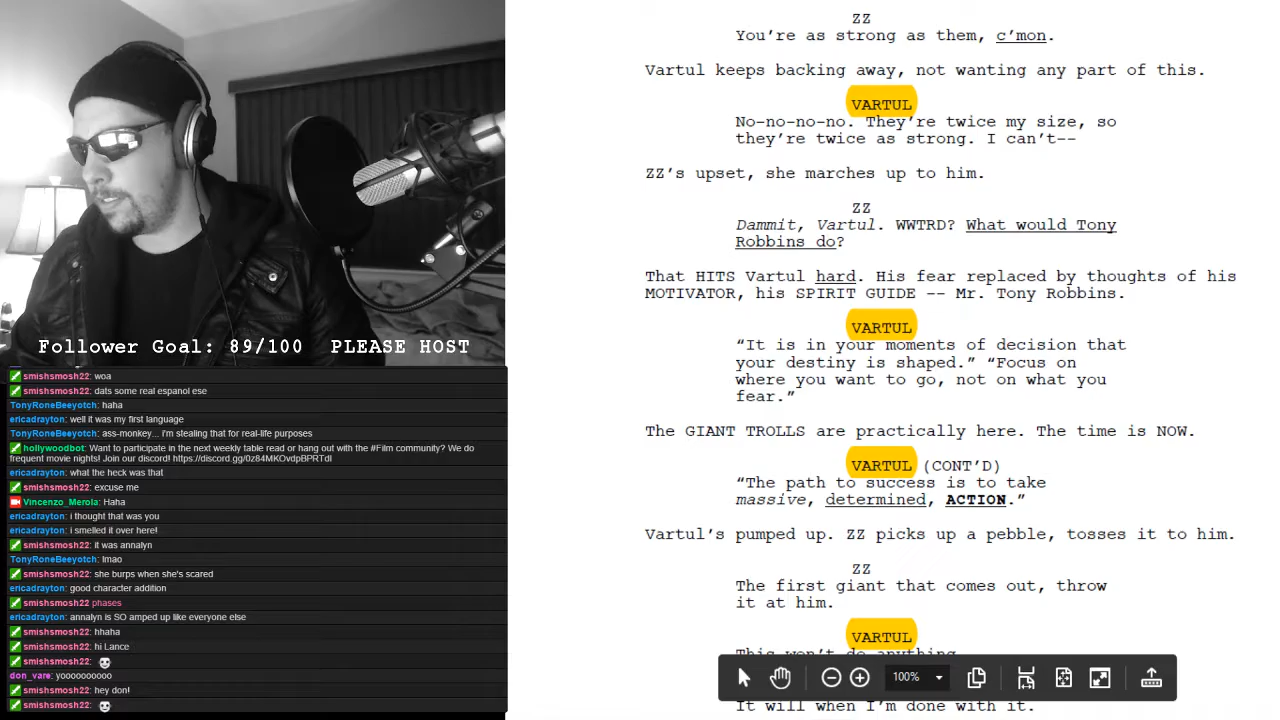 Follower Goal: 89/100 PLEASE HOST
smishsmosh22: woa
smishsmosh22: dats some real espanol ese
TonyRoneBeeyotch: haha
ericadrayton: well it was my first language
TonyRoneBeeyotch: ass-monkey... i'm stealing that for real-life purposes
hollywoodbot: Want to participate in the next weekly table read or hang out with the #Film community? We do
frequent movie nights! Join our discord! https://discord.gg/0z84MKOvdpBPRTdI
ericadrayton: what the heck was that
smishsmosh22: excuse me
Vincenzo_Merola: Haha
ericadrayton: i thought that was you
ericadrayton: i smelled it over here!
smishsmosh22: it was annalyn
TonyRoneBeeyotch: lmao
smishsmosh22: she burps when she's scared
ericadrayton: good character addition
smishsmosh22 phases
ericadrayton: annalyn is SO amped up like everyone else
smishsmosh22: hhaha
smishsmosh22: hi Lance
smishsmosh22:
don_vare: yoooooooooo
smishsmosh22: hey don!
smishsmosh22:
ZZ
You're as strong as them, c'mon.
Vartul keeps backing away, not wanting any part of this.
VARTUL
No-no-no-no. They're twice my size, so
they're twice as strong. I can't--
ZZ's upset, she marches up to him.
ZZ
Dammit, Vartul. WWTRD? What would Tony
Robbins do?
That HITS Vartul hard. His fear replaced by thoughts of his
MOTIVATOR, his SPIRIT GUIDE -- Mr. Tony Robbins.
VARTUL
“It is in your moments of decision that
your destiny is shaped.” “Focus on
where you want to go, not on what you
fear.”
The GIANT TROLLS are practically here. The time is NOW.
VARTUL (CONT'D)
“The path to success is to take
massive, determined, ACTION.”
Vartul's pumped up. ZZ picks up a pebble, tosses it to him.
ZZ
The first giant that comes out, throw
it at him.
VARTUL
This won't do anything.
100%
It will when I'm done with it.